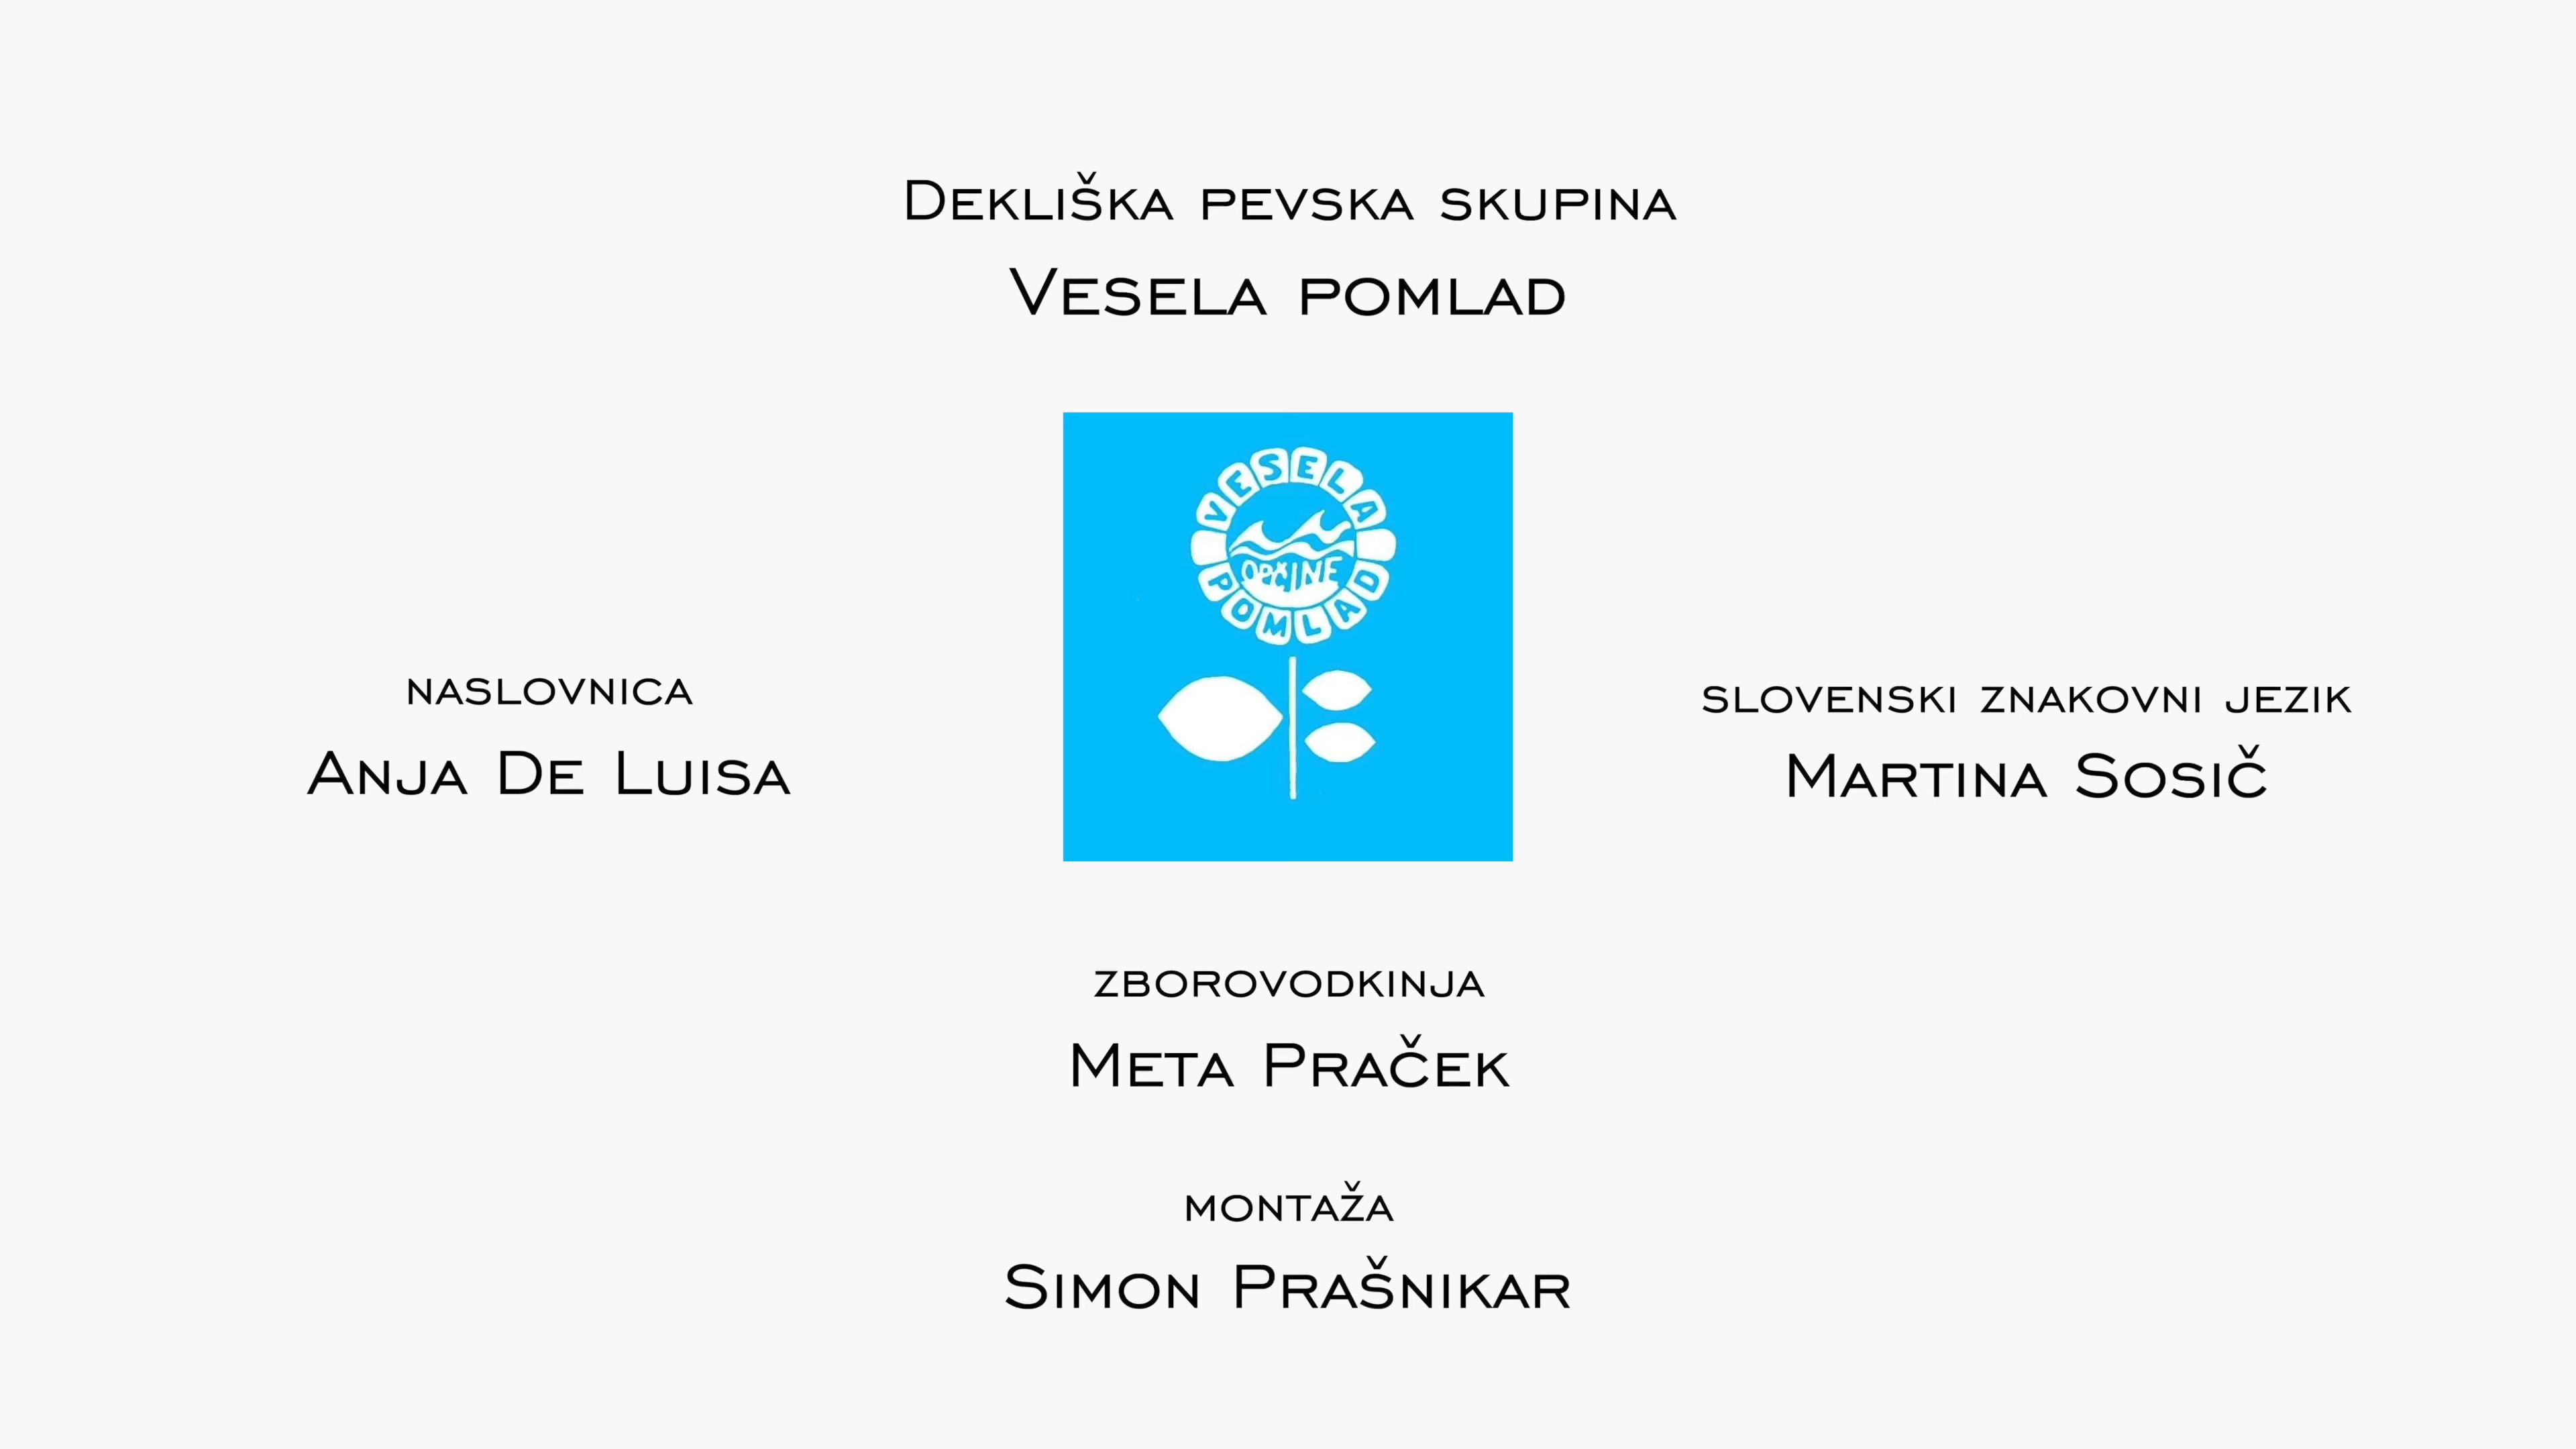 Dekliška pevska skupina
Vesela pomlad
VESELA
OPČINE
POMLAD
naslovnica
Anja De Luisa
slovenski znakovni jezik
Martina Sosič
zborovodkinja
Meta Praček
montaža
Simon Prašnikar